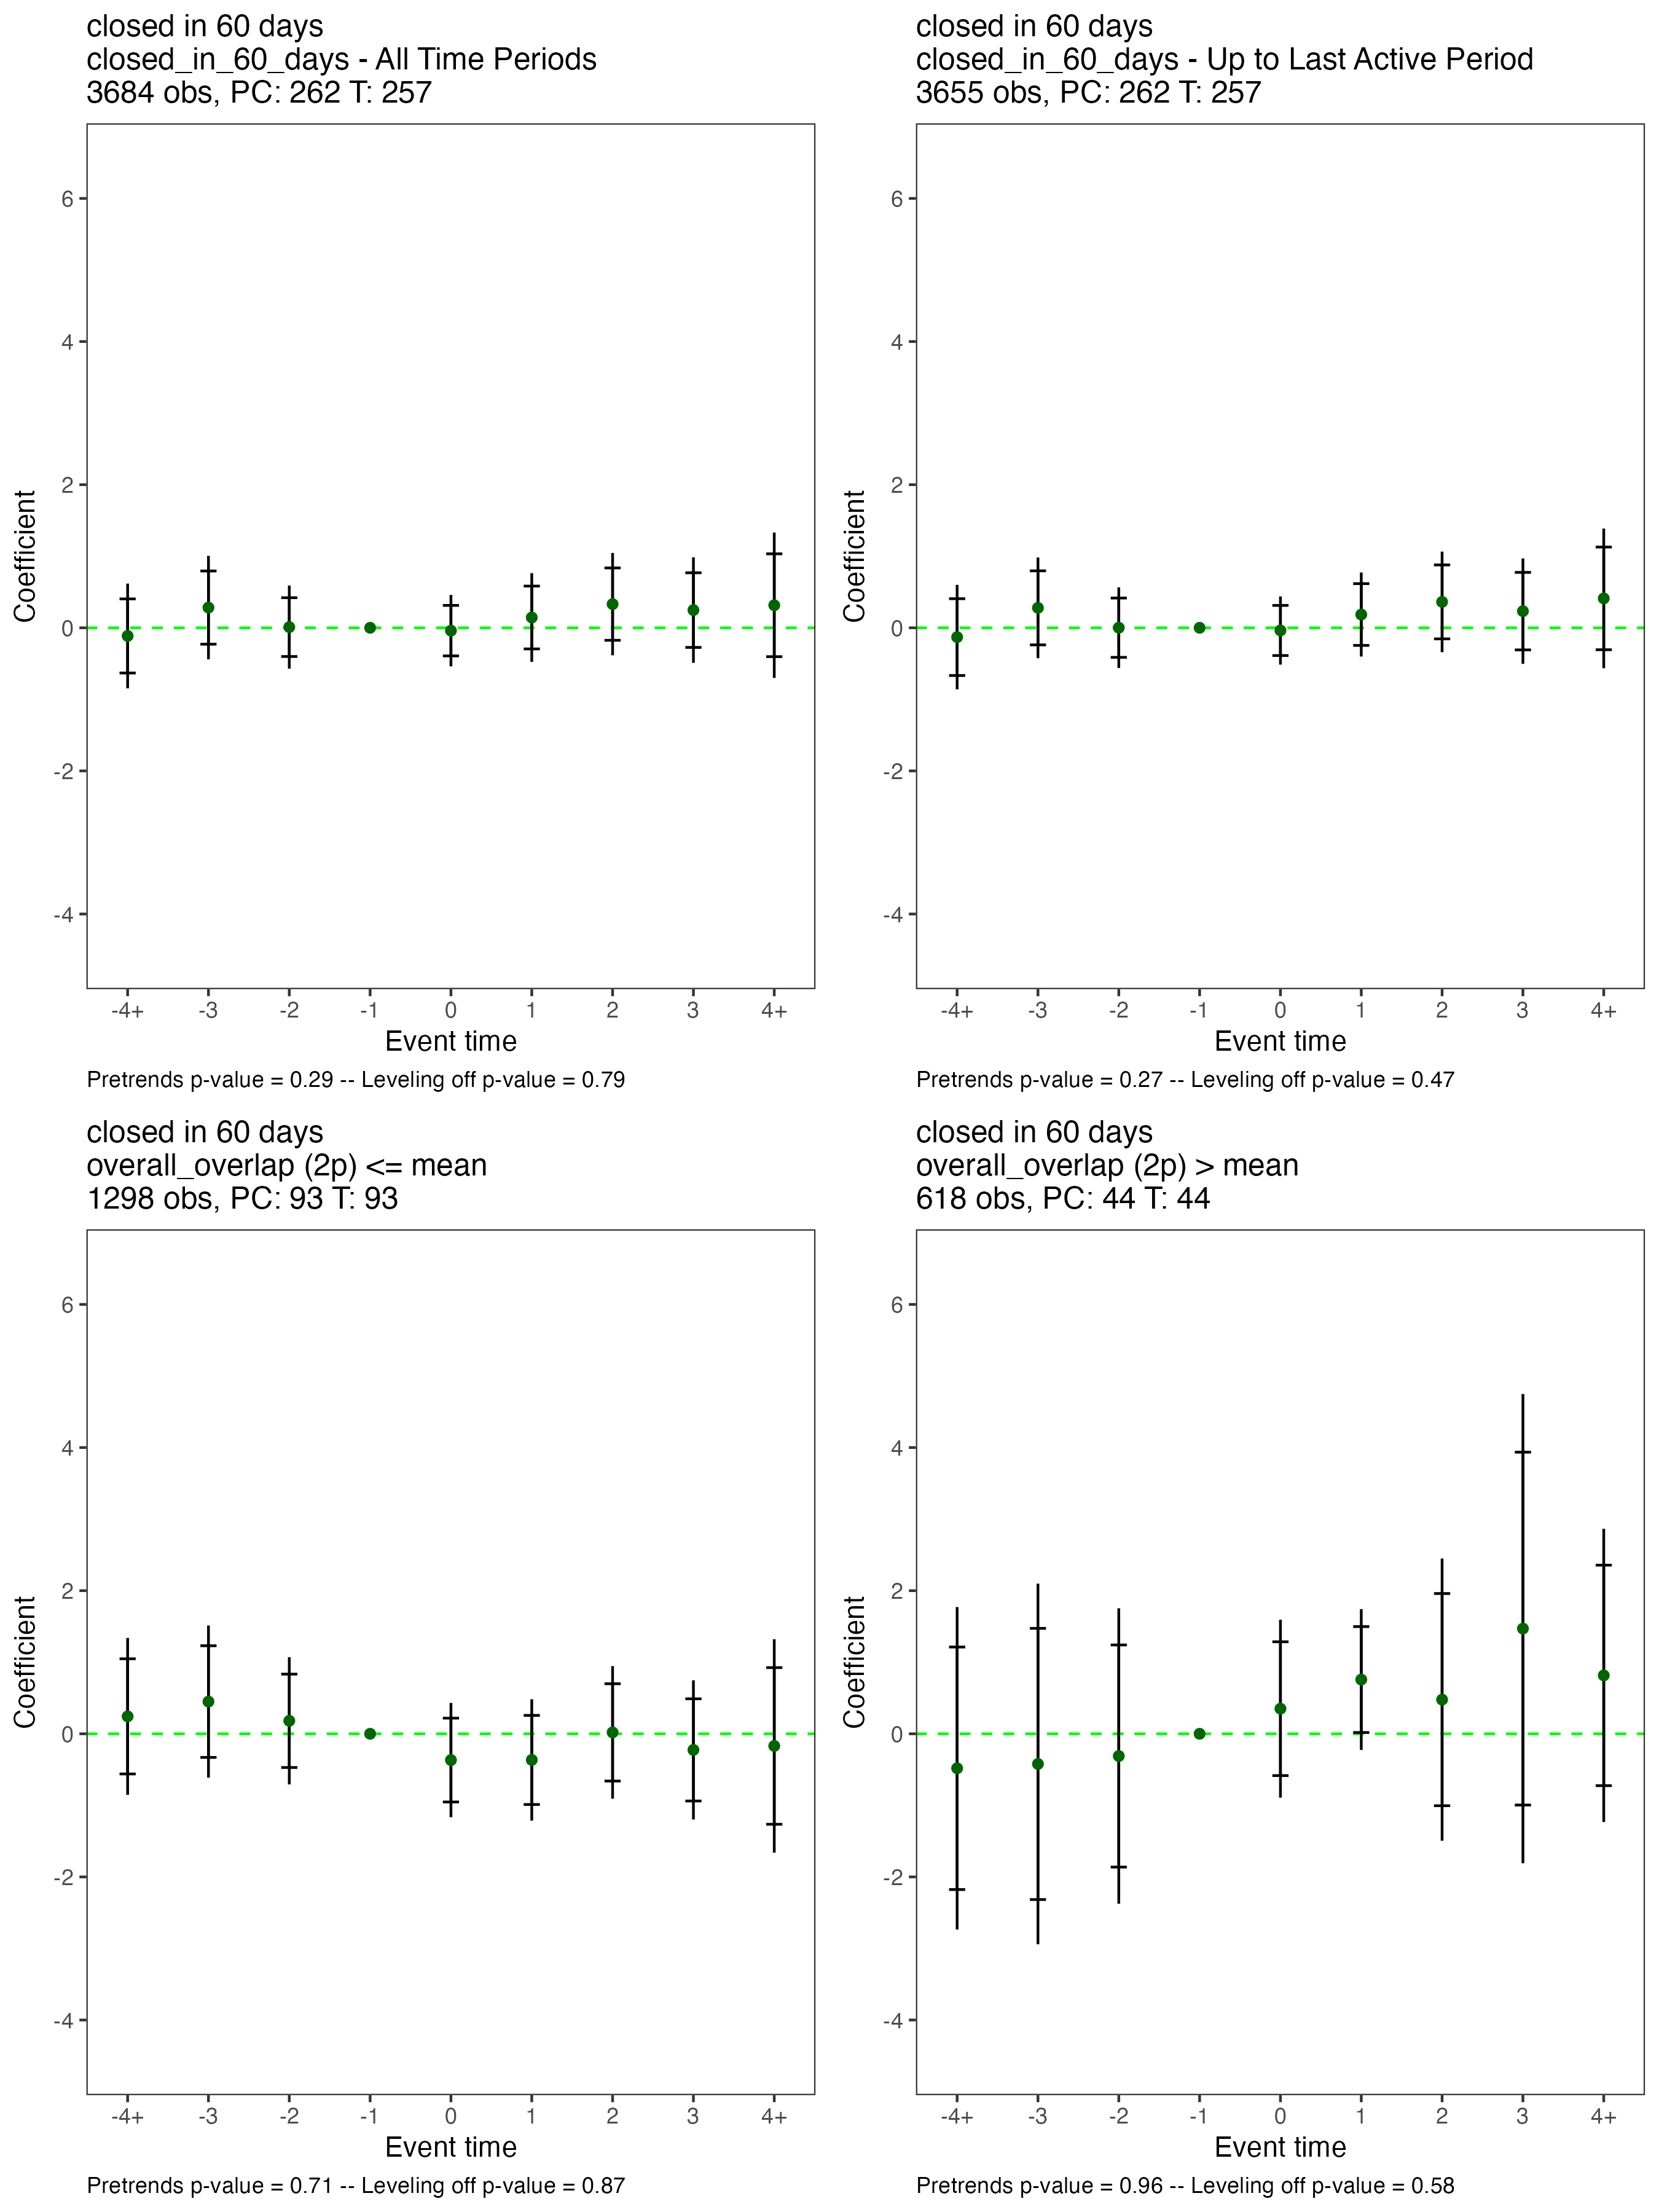 closed in 60 days
closed_in_60_days - All Time Periods
3684 obs, PC: 262 T: 257
6
4
2
0
-2
-4
Coefficient
-4+ -3 -2 -1 0 1 2 3 4+
Event time
Pretrends p-value = 0.29 -- Leveling off p-value = 0.79
closed in 60 days
closed_in_60_days - Up to Last Active Period
3655 obs, PC: 262 T: 257
6
4
2
0
-2
-4
Coefficient
-4+ -3 -2 -1 0 1 2 3 4+
Event time
Pretrends p-value = 0.27 -- Leveling off p-value = 0.47
closed in 60 days
overall_overlap (2p) <= mean
1298 obs, PC: 93 T: 93
6
4
2
0
-2
-4
Coefficient
-4+ -3 -2 -1 0 1 2 3 4+
Event time
Pretrends p-value = 0.71 -- Leveling off p-value = 0.87
closed in 60 days
overall_overlap (2p) > mean
618 obs, PC: 44 T: 44
6
4
2
0
-2
-4
Coefficient
-4+ -3 -2 -1 0 1 2 3 4+
Event time
Pretrends p-value = 0.96 -- Leveling off p-value = 0.58